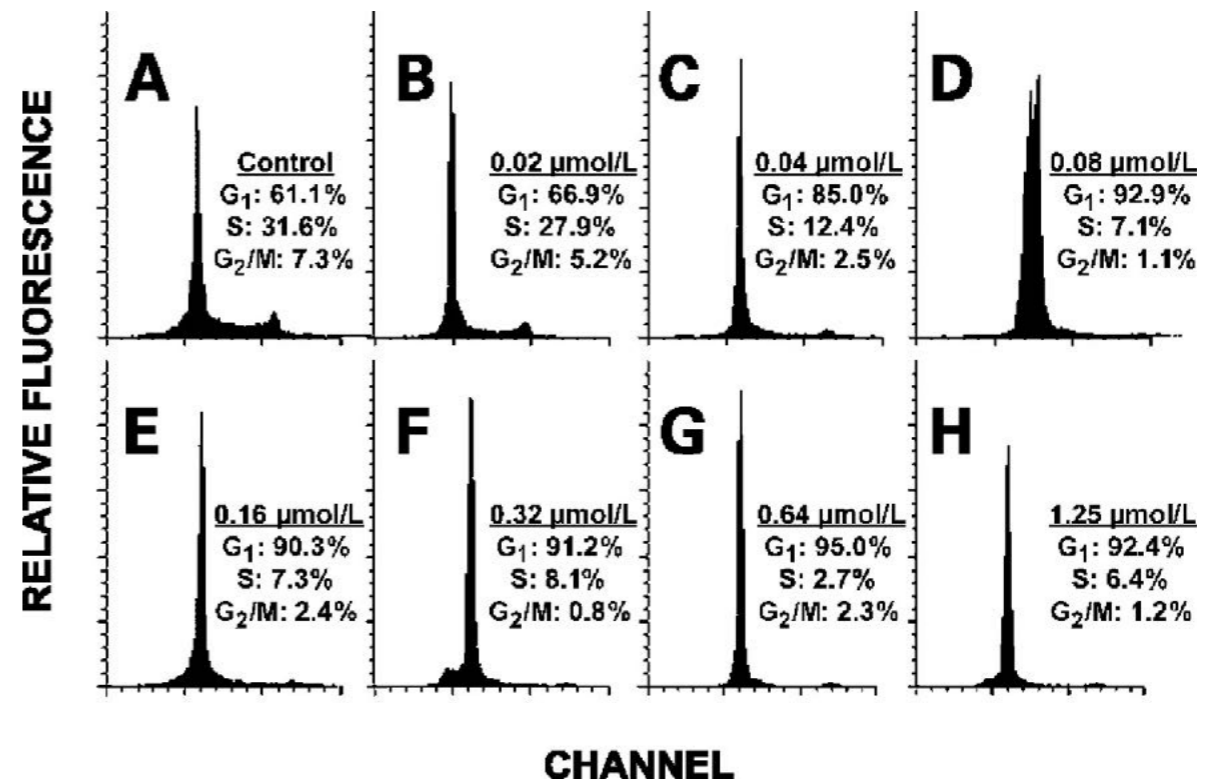 RELATIVE FLUORESCENCE
A
Control
G₁: 61.1%
S: 31.6%
G₂/M: 7.3%
B
0.02 µmol/L
G₁: 66.9%
S: 27.9%
G₂/M: 5.2%
C
0.04 µmol/L
G₁: 85.0%
S: 12.4%
G₂/M: 2.5%
D
0.08 µmol/L
G₁: 92.9%
S: 7.1%
G₂/M: 1.1%
E
0.16 µmol/L
G₁: 90.3%
S: 7.3%
G₂/M: 2.4%
F
0.32 µmol/L
G₁: 91.2%
S: 8.1%
G₂/M: 0.8%
G
0.64 µmol/L
G₁: 95.0%
S: 2.7%
G₂/M: 2.3%
H
1.25 µmol/L
G₁: 92.4%
S: 6.4%
G₂/M: 1.2%
CHANNEL